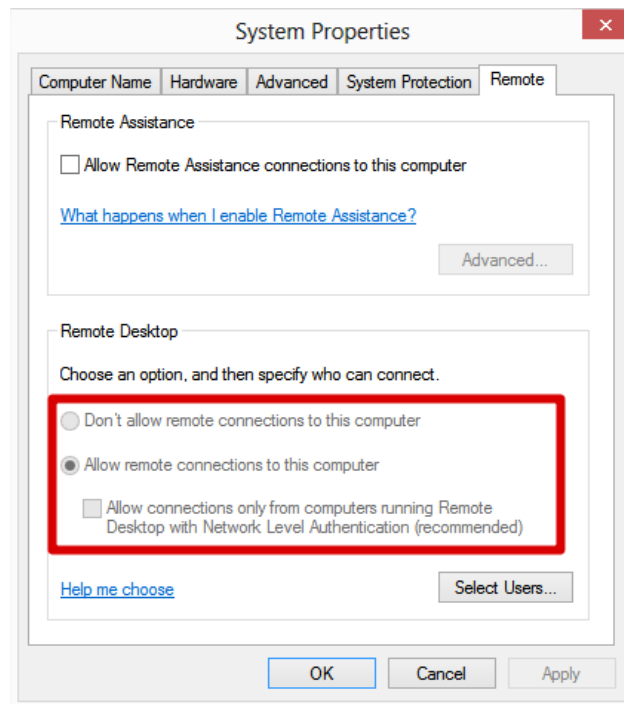 System Properties
Computer Name Hardware Advanced System Protection Remote
Remote Assistance
Allow Remote Assistance connections to this computer
What happens when I enable Remote Assistance?
Advanced...
Remote Desktop
Choose an option, and then specify who can connect.
Don't allow remote connections to this computer
Allow remote connections to this computer
Allow connections only from computers running Remote
Desktop with Network Level Authentication (recommended)
Help me choose
Select Users...
OK Cancel Apply